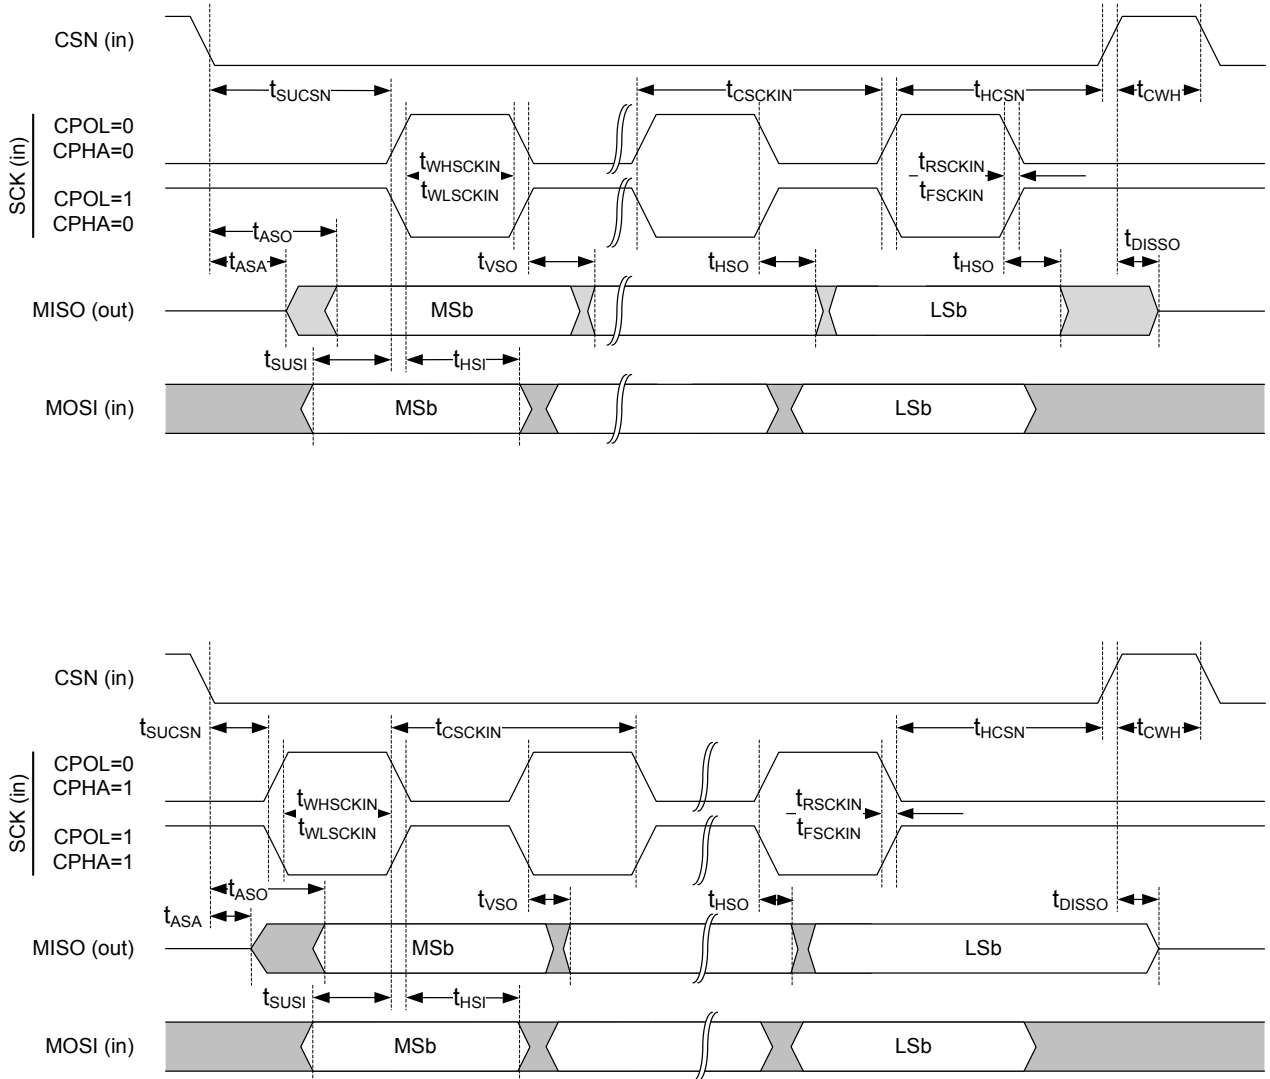 CSN (in)
tSUCSN
tCSCKIN
tHCSN
tCWH
SCK (in)
CPOL=0
CPHA=0
tWHSCKIN
tRSCKIN
tWLSCKIN
tFSCKIN
CPOL=1
CPHA=0
tASO
tDISSO
tASA
tVSO
tHSO
tHSO
MISO (out)
MSb
LSb
tSUSI
tHSI
MOSI (in)
MSb
LSb
CSN (in)
tSUCSN
tCSCKIN
tHCSN
tCWH
SCK (in)
CPOL=0
CPHA=1
tWHSCKIN
tRSCKIN
tWLSCKIN
tFSCKIN
CPOL=1
CPHA=1
tASO
tVSO
tHSO
tDISSO
tASA
MISO (out)
MSb
LSb
tSUSI
tHSI
MOSI (in)
MSb
LSb